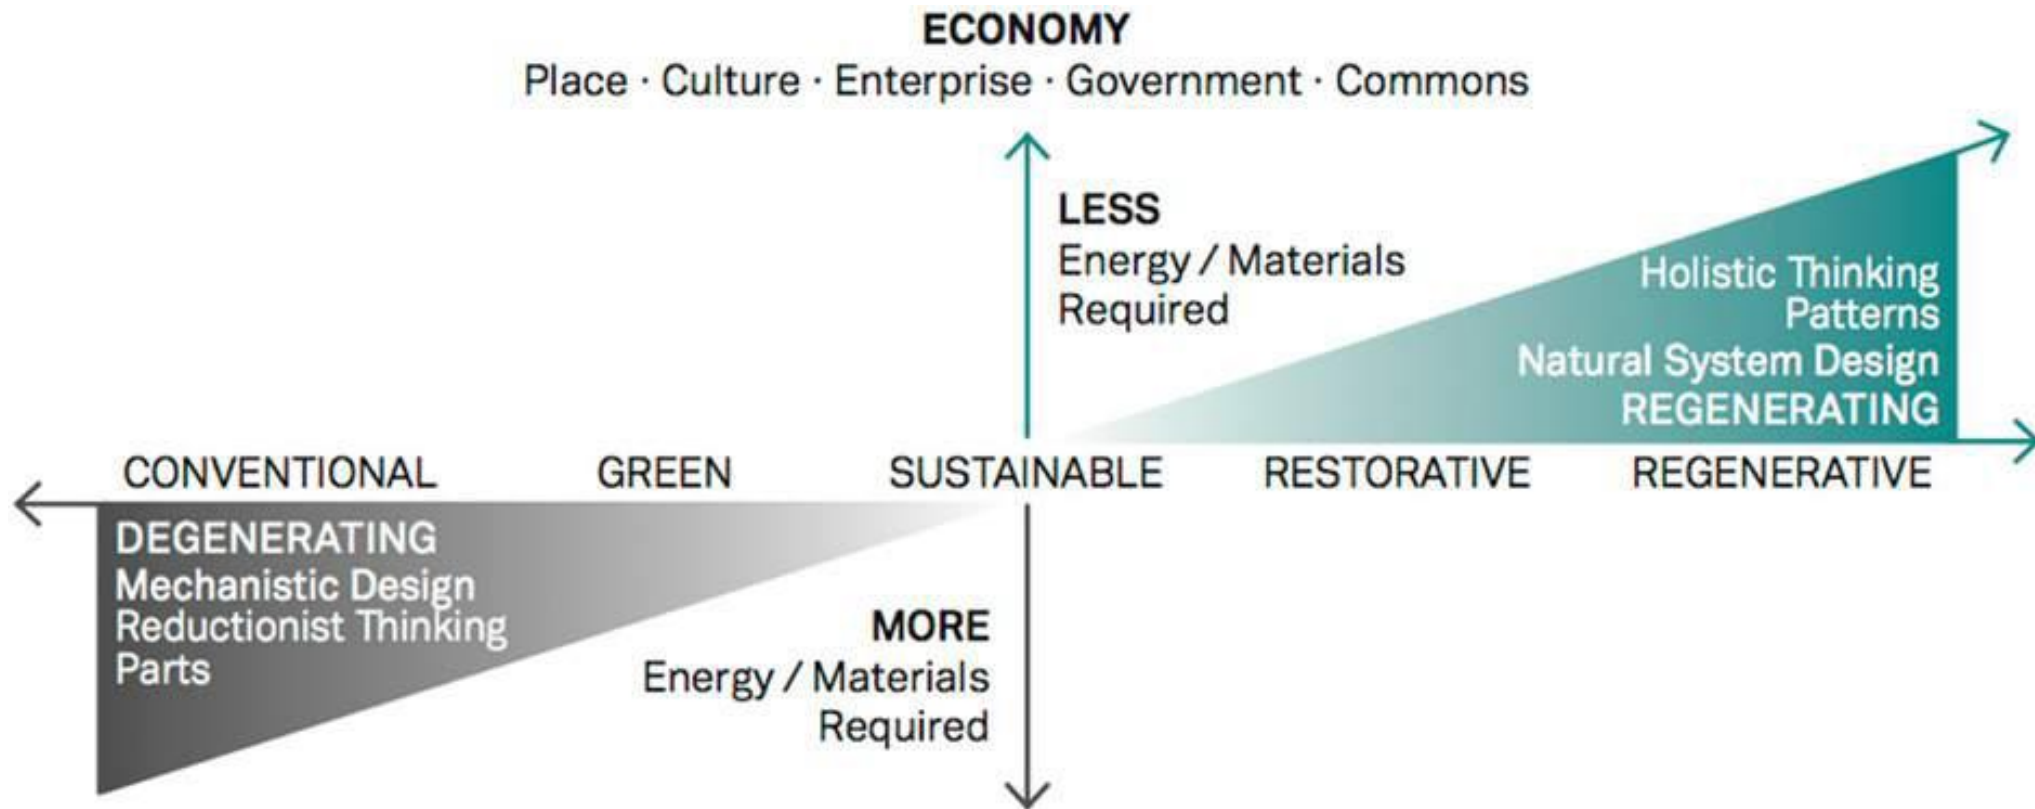 ECONOMY
Place · Culture · Enterprise · Government · Commons
LESS
Energy / Materials
Required
Holistic Thinking
Patterns
Natural System Design
REGENERATING
CONVENTIONAL GREEN SUSTAINABLE RESTORATIVE REGENERATIVE
DEGENERATING
Mechanistic Design
Reductionist Thinking
Parts
MORE
Energy / Materials
Required